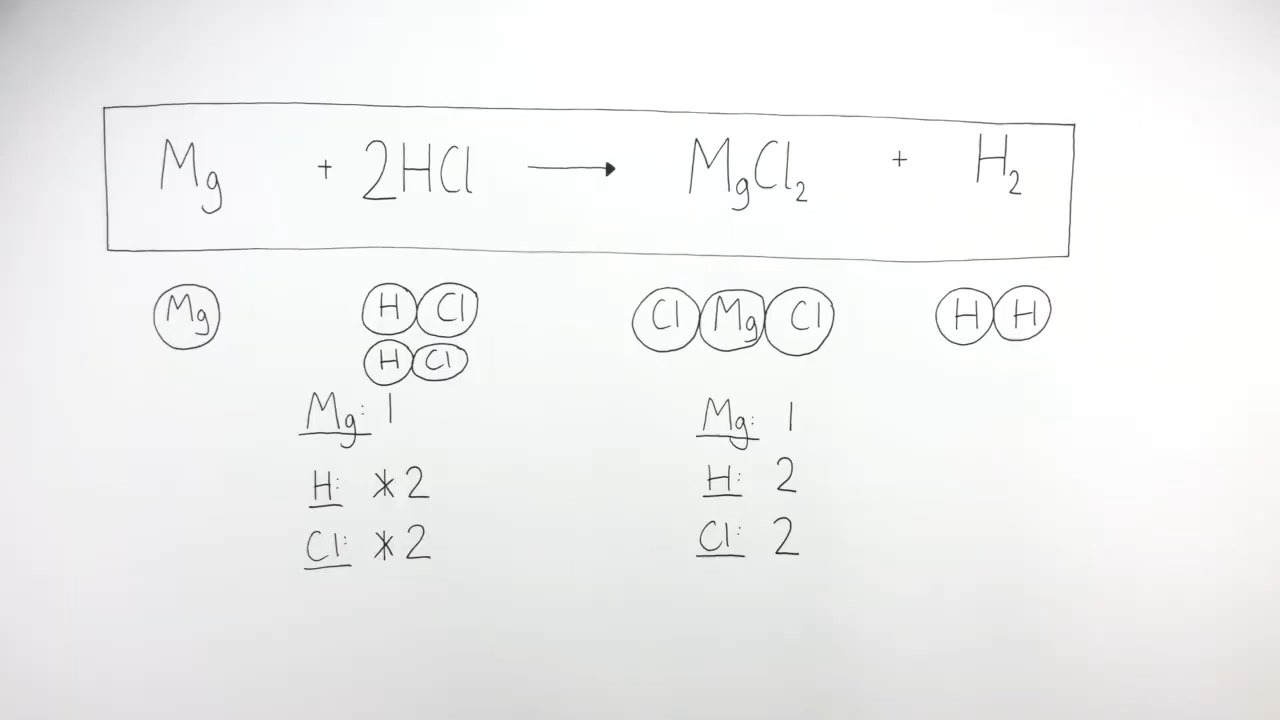 Mg + 2HCl → MgCl₂ + H₂
Mg H Cl Cl Mg Cl H H
H Cl
Mg: 1 Mg: 1
H: 2 H: 2
Cl: 2 Cl: 2